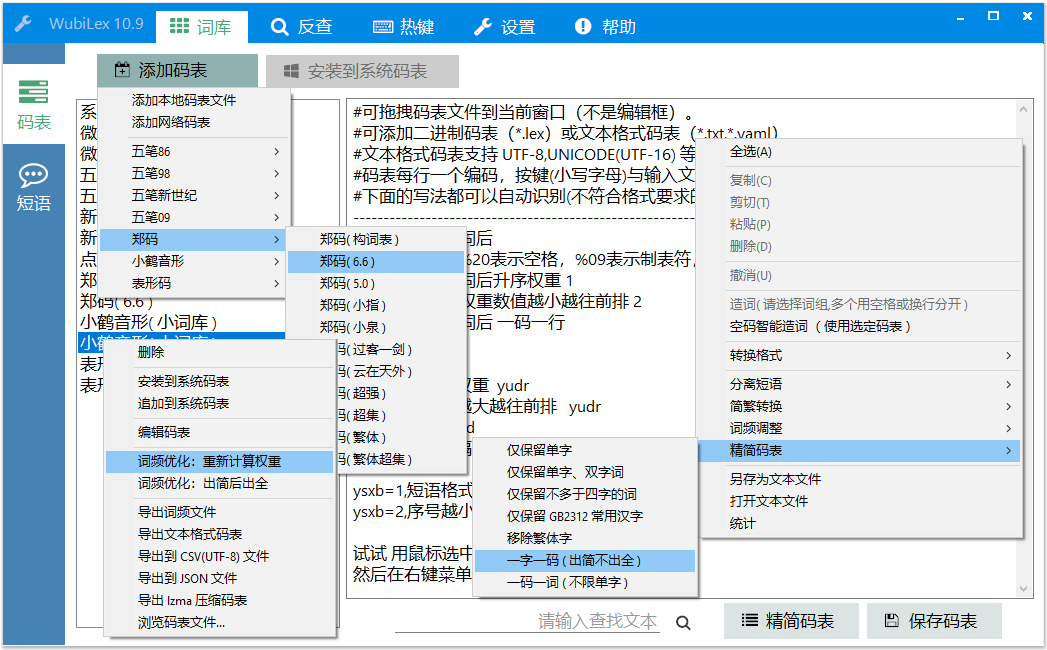 WubiLex 10.9
词库
反查
热键
设置
帮助
码表
短语
添加码表
安装到系统码表
系
微
微
五
五
新
新
点
郑
郑码( 6.6 )
小鹤音形( 小词库 )
小鹤音形( 小词库 )
表形
表形
添加本地码表文件
添加网络码表
五笔86
五笔98
五笔新世纪
五笔09
郑码
小鹤音形
表形码
郑码( 构词表 )
郑码( 6.6 )
郑码( 5.0 )
郑码( 小指 )
郑码( 小泉 )
码( 过客一剑 )
码( 云在天外 )
码( 超强 )
码( 超集 )
码( 繁体 )
码( 繁体超集 )
删除
安装到系统码表
追加到系统码表
编辑码表
词频优化：重新计算权重
词频优化：出简后出全
导出词频文件
导出文本格式码表
导出到 CSV(UTF-8) 文件
导出到 JSON 文件
导出 lzma 压缩码表
浏览码表文件...
#可拖拽码表文件到当前窗口（不是编辑框）。
#可添加二进制码表（*.lex）或文本格式码表（*.txt,*.yaml）
#文本格式码表支持 UTF-8,UNICODE(UTF-16) 等
#码表每行一个编码，按键(小写字母)与输入文
#下面的写法都可以自动识别(不符合格式要求的
词后
%20表示空格，%09表示制表符，
词后升序权重 1
权重数值越小越往前排 2
词后 一码一行
权重 yudr
越大越往前排 yudr
ysxb=1,短语格式
ysxb=2,序号越小
试试 用鼠标选中
然后在右键菜单
全选(A)
复制(C)
剪切(T)
粘贴(P)
删除(D)
撤消(U)
造词( 请选择词组,多个用空格或换行分开 )
空码智能造词（ 使用选定码表 )
转换格式
分离短语
简繁转换
词频调整
精简码表
另存为文本文件
打开文本文件
统计
仅保留单字
仅保留单字、双字词
仅保留不多于四字的词
仅保留 GB2312 常用汉字
移除繁体字
一字一码 ( 出简不出全 )
一码一词 ( 不限单字 )
请输入查找文本
精简码表
保存码表